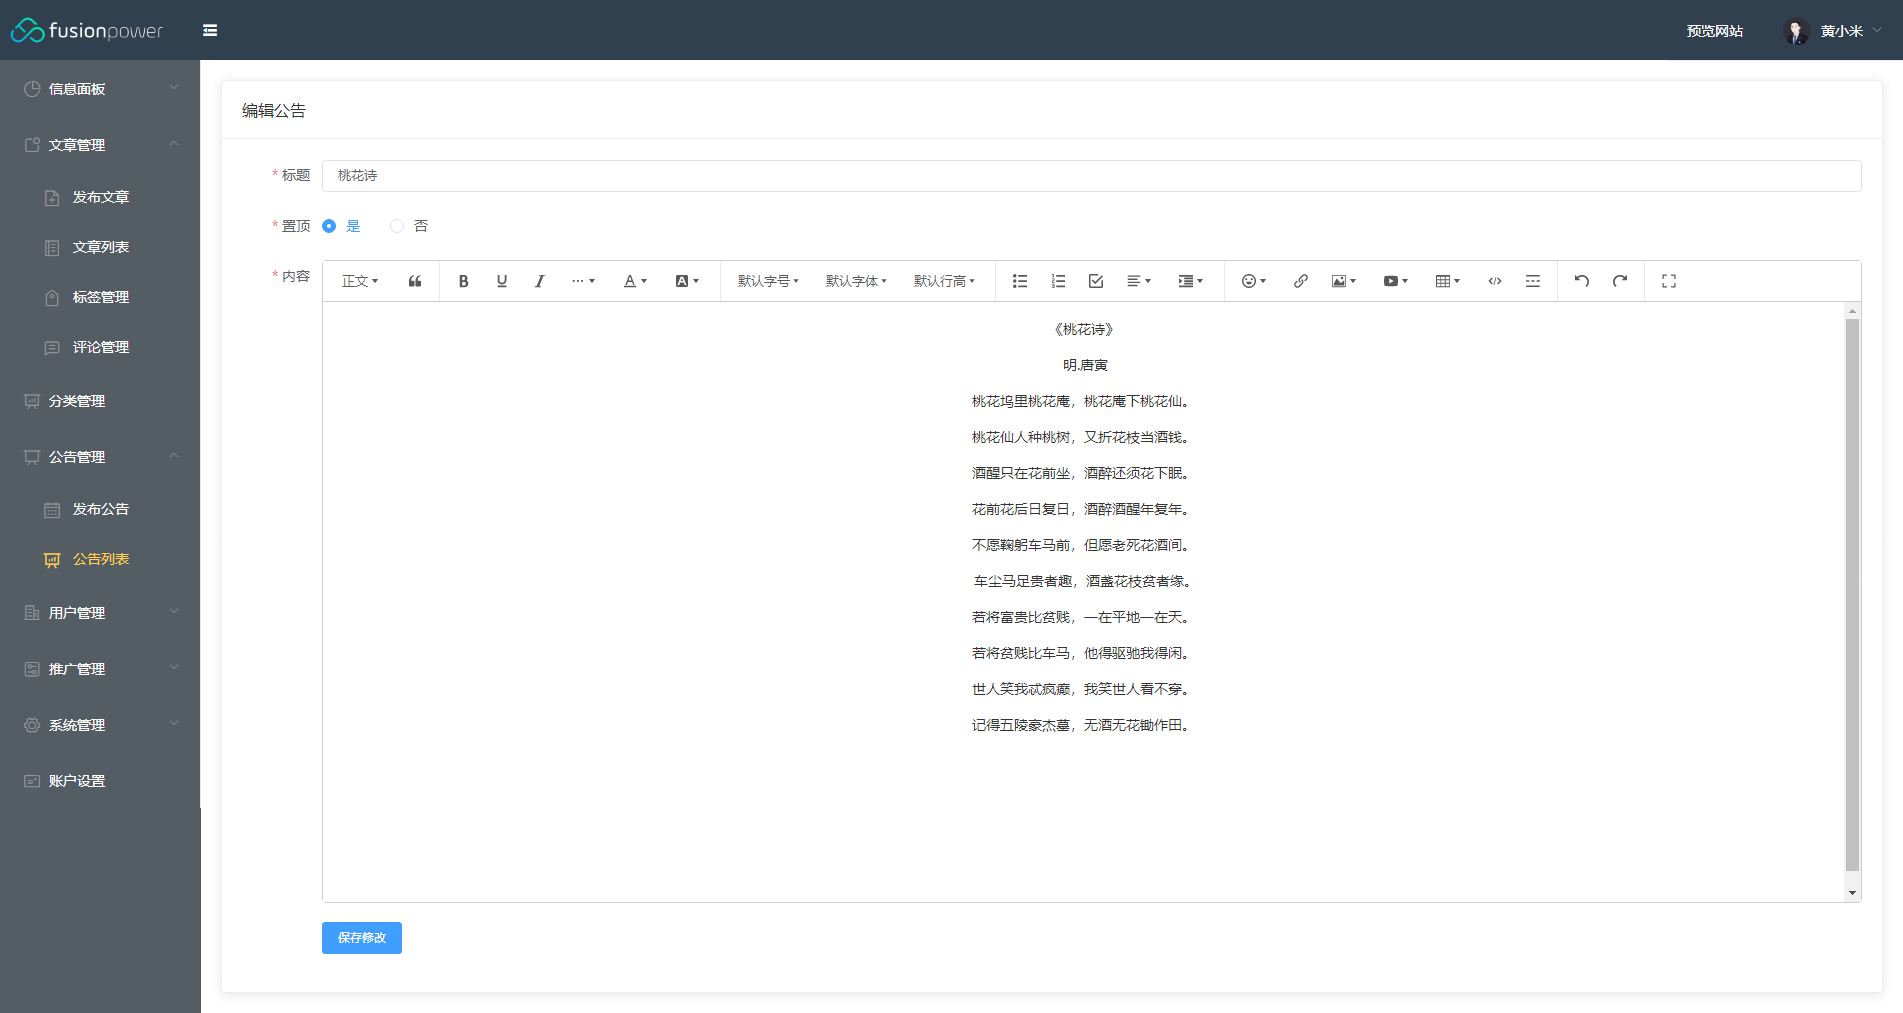 fusionpower
预览网站
黄小米
信息面板
文章管理
发布文章
文章列表
标签管理
评论管理
分类管理
公告管理
发布公告
公告列表
用户管理
推广管理
系统管理
账户设置
编辑公告
* 标题
桃花诗
* 置顶
是
否
* 内容
正文
默认字号
默认字体
默认行高
《桃花诗》
明.唐寅
桃花坞里桃花庵，桃花庵下桃花仙。
桃花仙人种桃树，又折花枝当酒钱。
酒醒只在花前坐，酒醉还须花下眠。
花前花后日复日，酒醉酒醒年复年。
不愿鞠躬车马前，但愿老死花酒间。
车尘马足贵者趣，酒盏花枝贫者缘。
若将富贵比贫贱，一在平地一在天。
若将贫贱比车马，他得驱驰我得闲。
世人笑我忒疯癫，我笑世人看不穿。
记得五陵豪杰墓，无酒无花锄作田。
保存修改